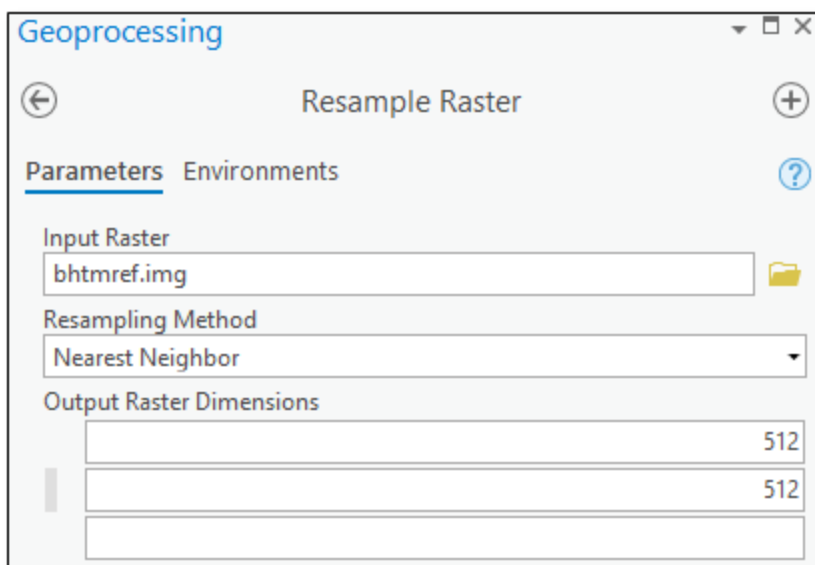 Geoprocessing
Resample Raster
Parameters Environments
Input Raster
bhtmref.img
Resampling Method
Nearest Neighbor
Output Raster Dimensions
512
512